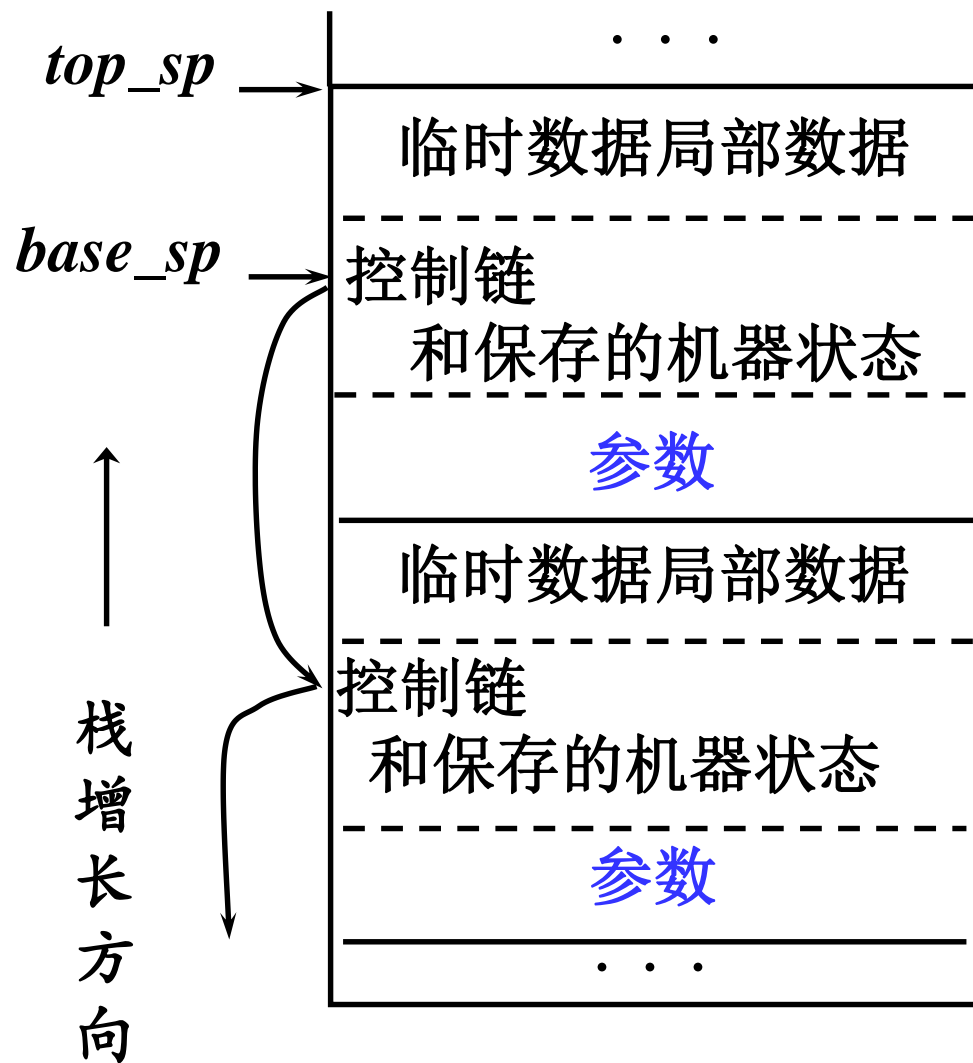 . . .
top_sp
临时数据局部数据
base_sp
控制链
和保存的机器状态
参数
临时数据局部数据
控制链
和保存的机器状态
参数
. . .
栈增长方向